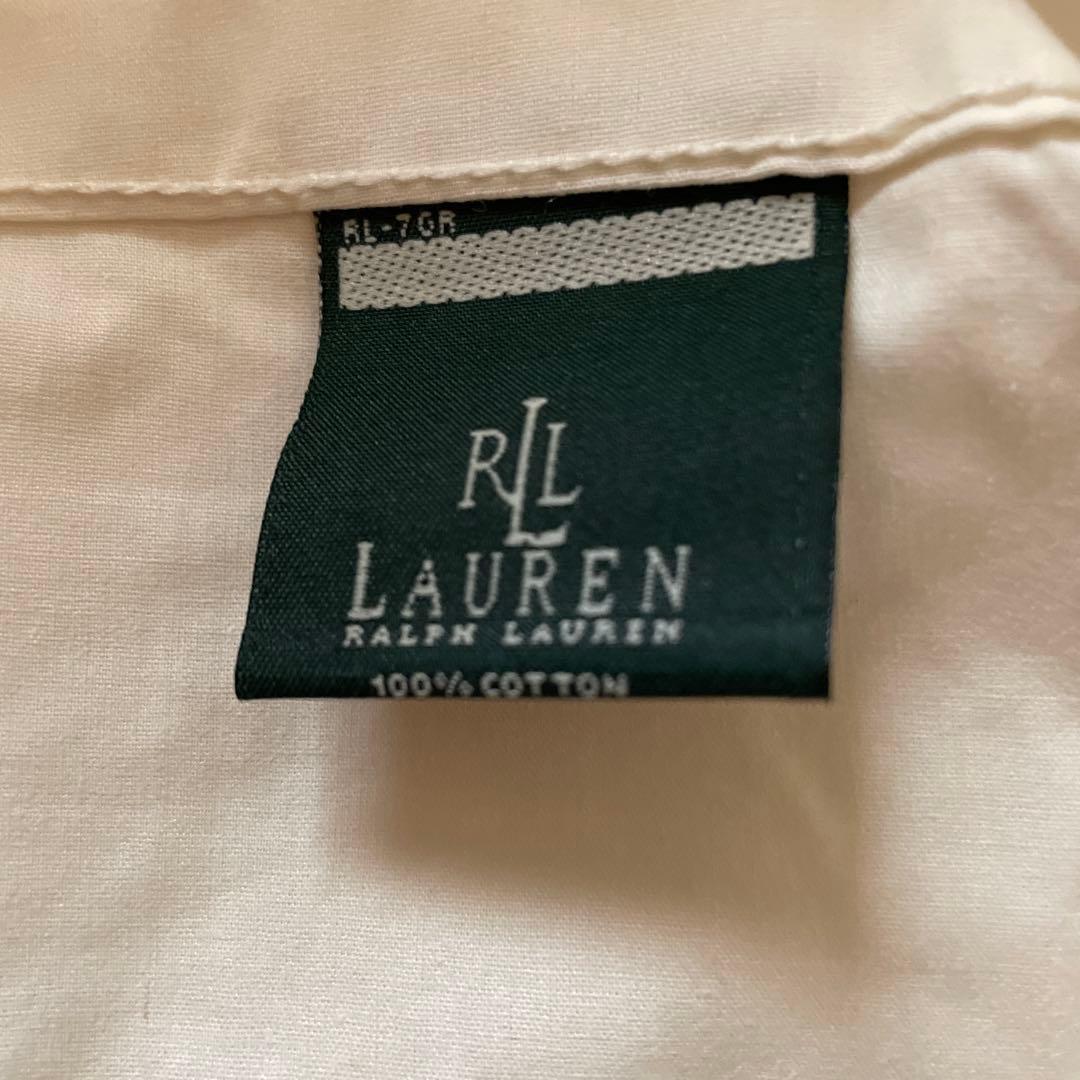 RL-7GR
RLL
LAUREN
RALPH LAUREN
100% COTTON